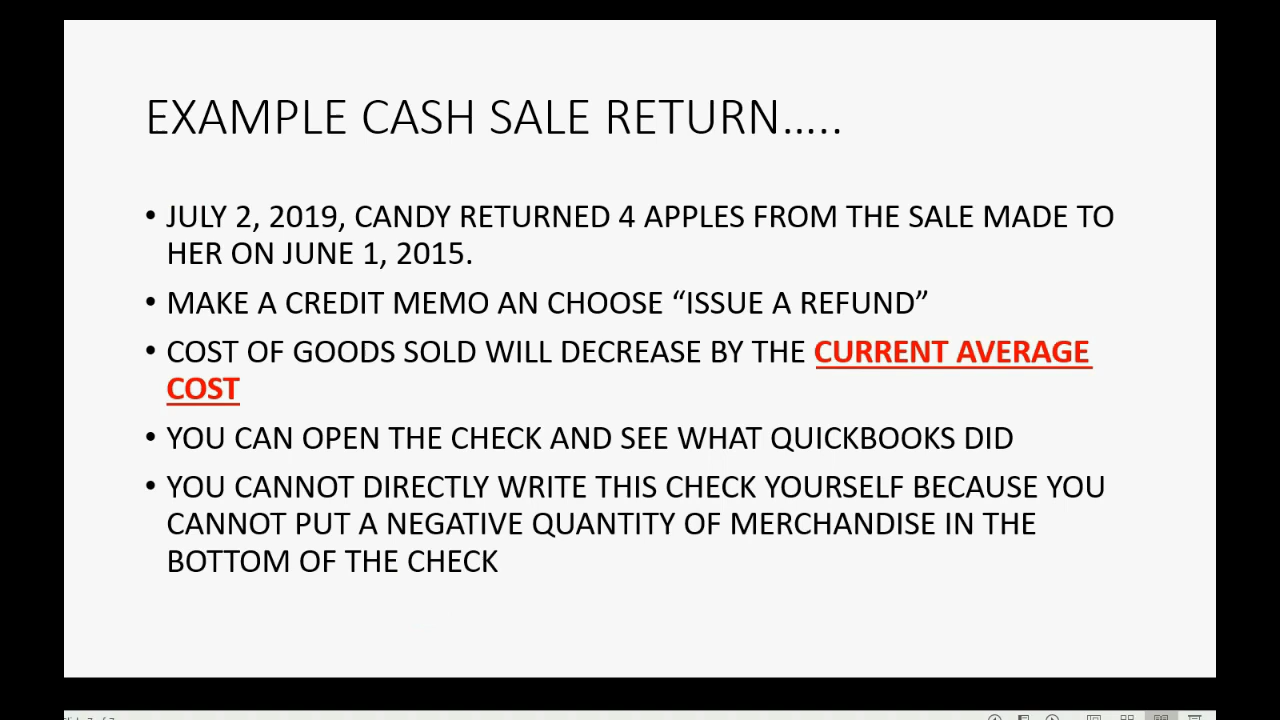 EXAMPLE CASH SALE RETURN.....
• JULY 2, 2019, CANDY RETURNED 4 APPLES FROM THE SALE MADE TO
HER ON JUNE 1, 2015.
• MAKE A CREDIT MEMO AN CHOOSE “ISSUE A REFUND”
• COST OF GOODS SOLD WILL DECREASE BY THE CURRENT AVERAGE
COST
• YOU CAN OPEN THE CHECK AND SEE WHAT QUICKBOOKS DID
• YOU CANNOT DIRECTLY WRITE THIS CHECK YOURSELF BECAUSE YOU
CANNOT PUT A NEGATIVE QUANTITY OF MERCHANDISE IN THE
BOTTOM OF THE CHECK